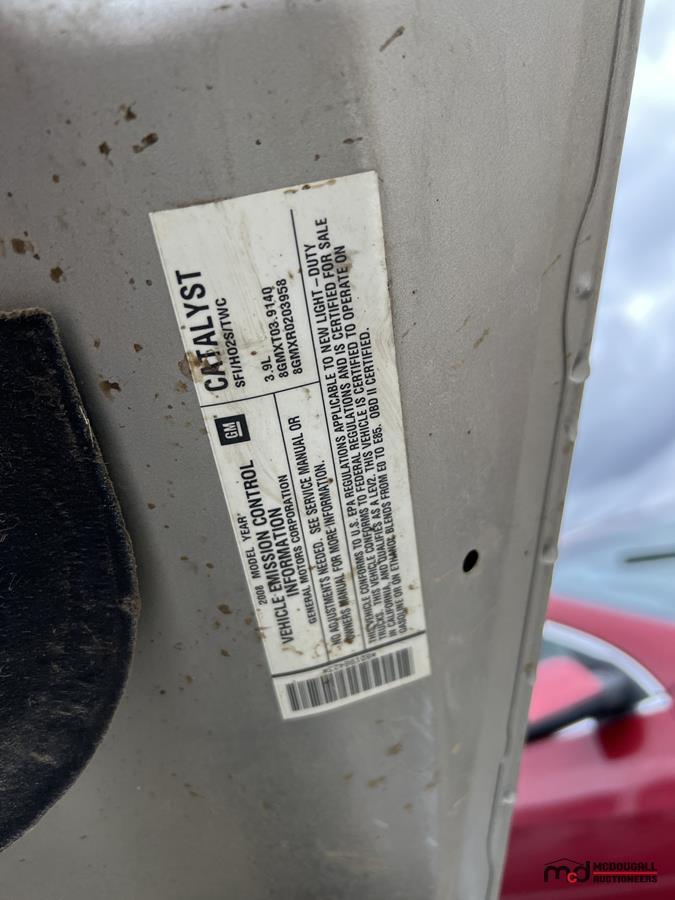 CATALYST
SFI/HO2S/TWC
3.9L
8GMXT03.9140
8GMXR0203958
GM
2008 MODEL YEAR
VEHICLE EMISSION CONTROL
INFORMATION
GENERAL MOTORS CORPORATION
NO ADJUSTMENTS NEEDED. SEE SERVICE MANUAL OR
OWNERS MANUAL FOR MORE INFORMATION.
THIS VEHICLE CONFORMS TO U.S. EPA REGULATIONS APPLICABLE TO NEW LIGHT-DUTY
TRUCKS. THIS VEHICLE CONFORMS TO FEDERAL REGULATIONS AND IS CERTIFIED FOR SALE
IN CALIFORNIA, AND QUALIFIES AS A LEV2. THIS VEHICLE IS CERTIFIED TO OPERATE ON
GASOLINE OR ON ETHANOL BLENDS FROM E0 TO E85. OBD II CERTIFIED.
mcd MCDOUGALL
AUCTIONEERS